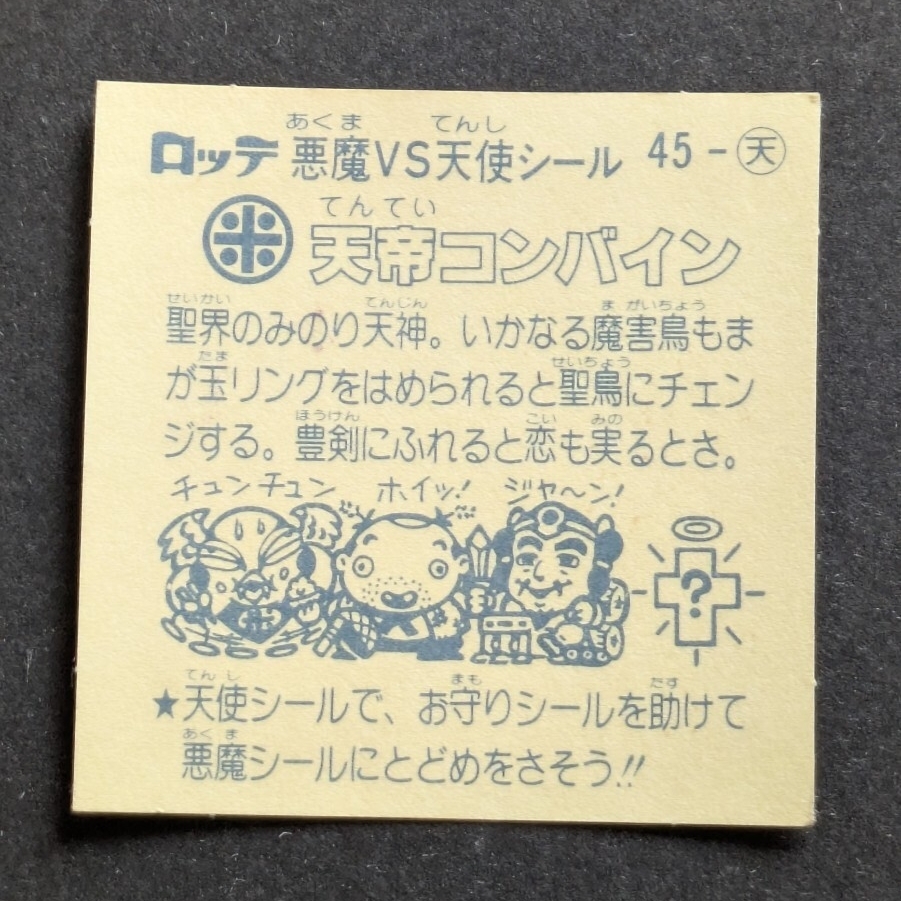 あくま てんし
ロッテ 悪魔VS天使シール 45-㊝天
てんてい
米 天帝コンバイン
せいかい てんじん ま がいちょう
聖界のみのり天神。いかなる魔害鳥もま
たま せいちょう
が玉リングをはめられると聖鳥にチェン
ほうけん こい みの
ジする。豊剣にふれると恋も実るとさ。
チュンチュン ホイッ! ジャ〜ン!
?
てんし まも たす
★天使シールで、お守りシールを助けて
あくま
悪魔シールにとどめをさそう!!